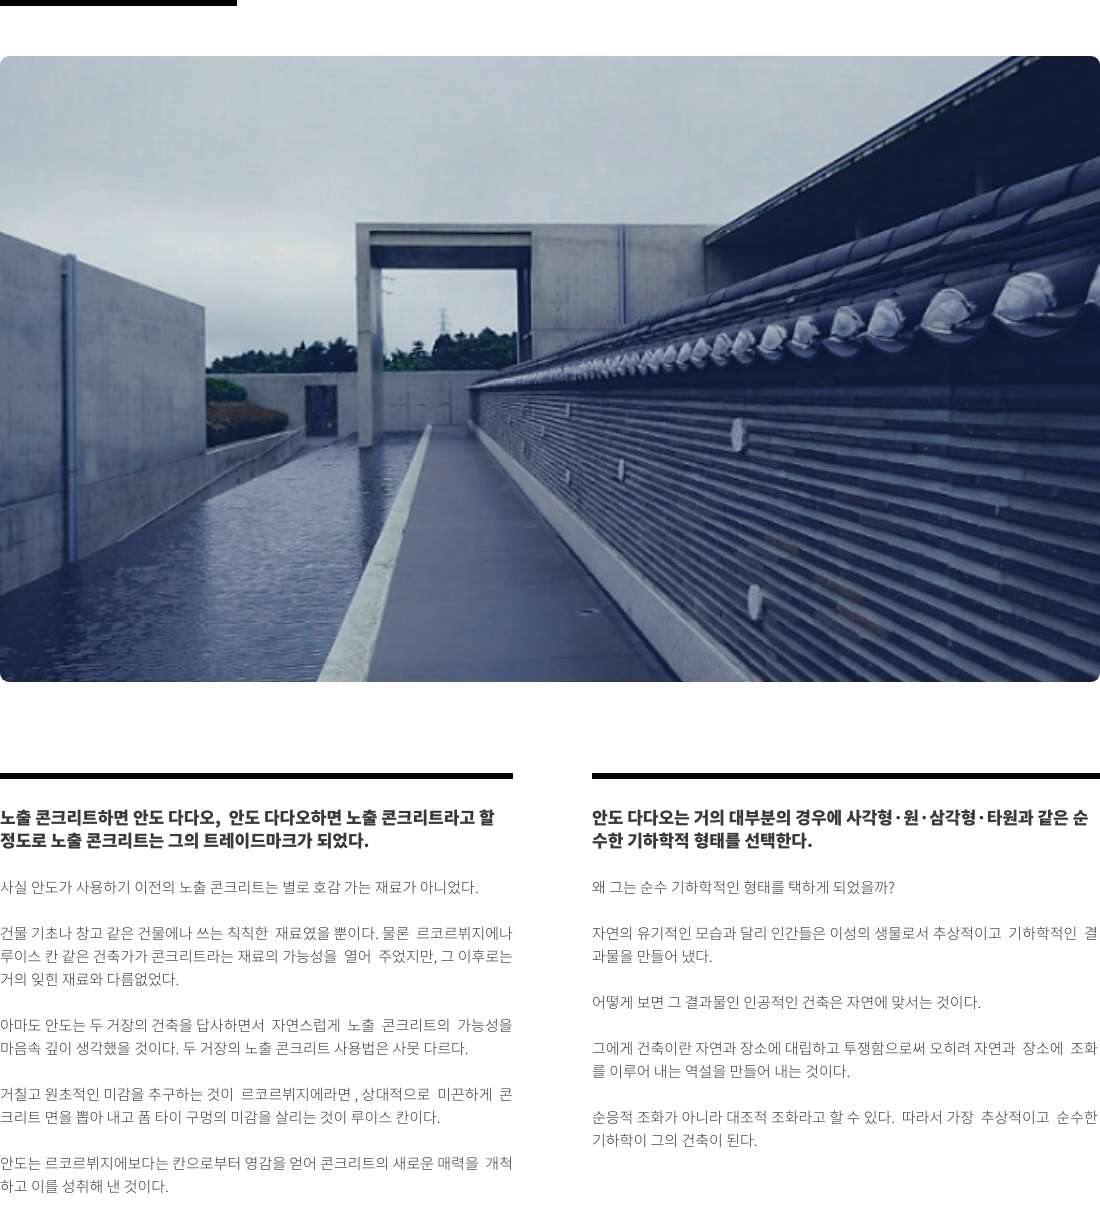 노출 콘크리트하면 안도 다다오, 안도 다다오하면 노출 콘크리트라고 할
정도로 노출 콘크리트는 그의 트레이드마크가 되었다.
사실 안도가 사용하기 이전의 노출 콘크리트는 별로 호감 가는 재료가 아니었다.
건물 기초나 창고 같은 건물에나 쓰는 칙칙한 재료였을 뿐이다. 물론 르코르뷔지에나
루이스 칸 같은 건축가가 콘크리트라는 재료의 가능성을 열어 주었지만, 그 이후로는
거의 잊힌 재료와 다름없었다.
아마도 안도는 두 거장의 건축을 답사하면서 자연스럽게 노출 콘크리트의 가능성을
마음속 깊이 생각했을 것이다. 두 거장의 노출 콘크리트 사용법은 사뭇 다르다.
거칠고 원초적인 미감을 추구하는 것이 르코르뷔지에라면 , 상대적으로 미끈하게 콘
크리트 면을 뽑아 내고 폼 타이 구멍의 미감을 살리는 것이 루이스 칸이다.
안도는 르코르뷔지에보다는 칸으로부터 영감을 얻어 콘크리트의 새로운 매력을 개척
하고 이를 성취해 낸 것이다.
안도 다다오는 거의 대부분의 경우에 사각형·원·삼각형·타원과 같은 순
수한 기하학적 형태를 선택한다.
왜 그는 순수 기하학적인 형태를 택하게 되었을까?
자연의 유기적인 모습과 달리 인간들은 이성의 생물로서 추상적이고 기하학적인 결
과물을 만들어 냈다.
어떻게 보면 그 결과물인 인공적인 건축은 자연에 맞서는 것이다.
그에게 건축이란 자연과 장소에 대립하고 투쟁함으로써 오히려 자연과 장소에 조화
를 이루어 내는 역설을 만들어 내는 것이다.
순응적 조화가 아니라 대조적 조화라고 할 수 있다. 따라서 가장 추상적이고 순수한
기하학이 그의 건축이 된다.